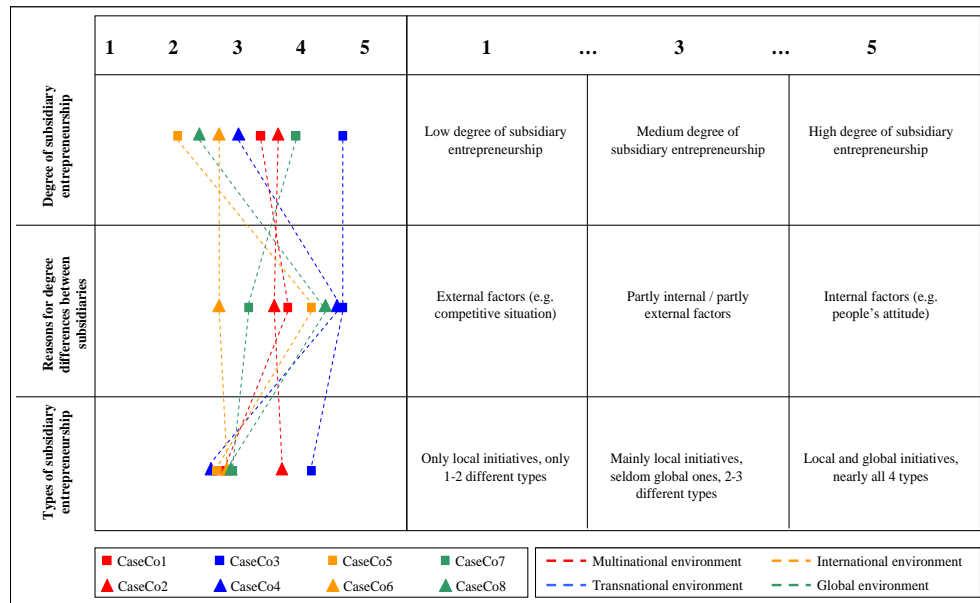 1 2 3 4 5 1 ... 3 ... 5
Degree of subsidiary
entrepreneurship
Low degree of subsidiary
entrepreneurship
Medium degree of
subsidiary entrepreneurship
High degree of subsidiary
entrepreneurship
Reasons for degree
differences between
subsidiaries
External factors (e.g.
competitive situation)
Partly internal / partly
external factors
Internal factors (e.g.
people's attitude)
Types of subsidiary
entrepreneurship
Only local initiatives, only
1-2 different types
Mainly local initiatives,
seldom global ones, 2-3
different types
Local and global initiatives,
nearly all 4 types
CaseCo1 CaseCo3 CaseCo5 CaseCo7
CaseCo2 CaseCo4 CaseCo6 CaseCo8
Multinational environment International environment
Transnational environment Global environment